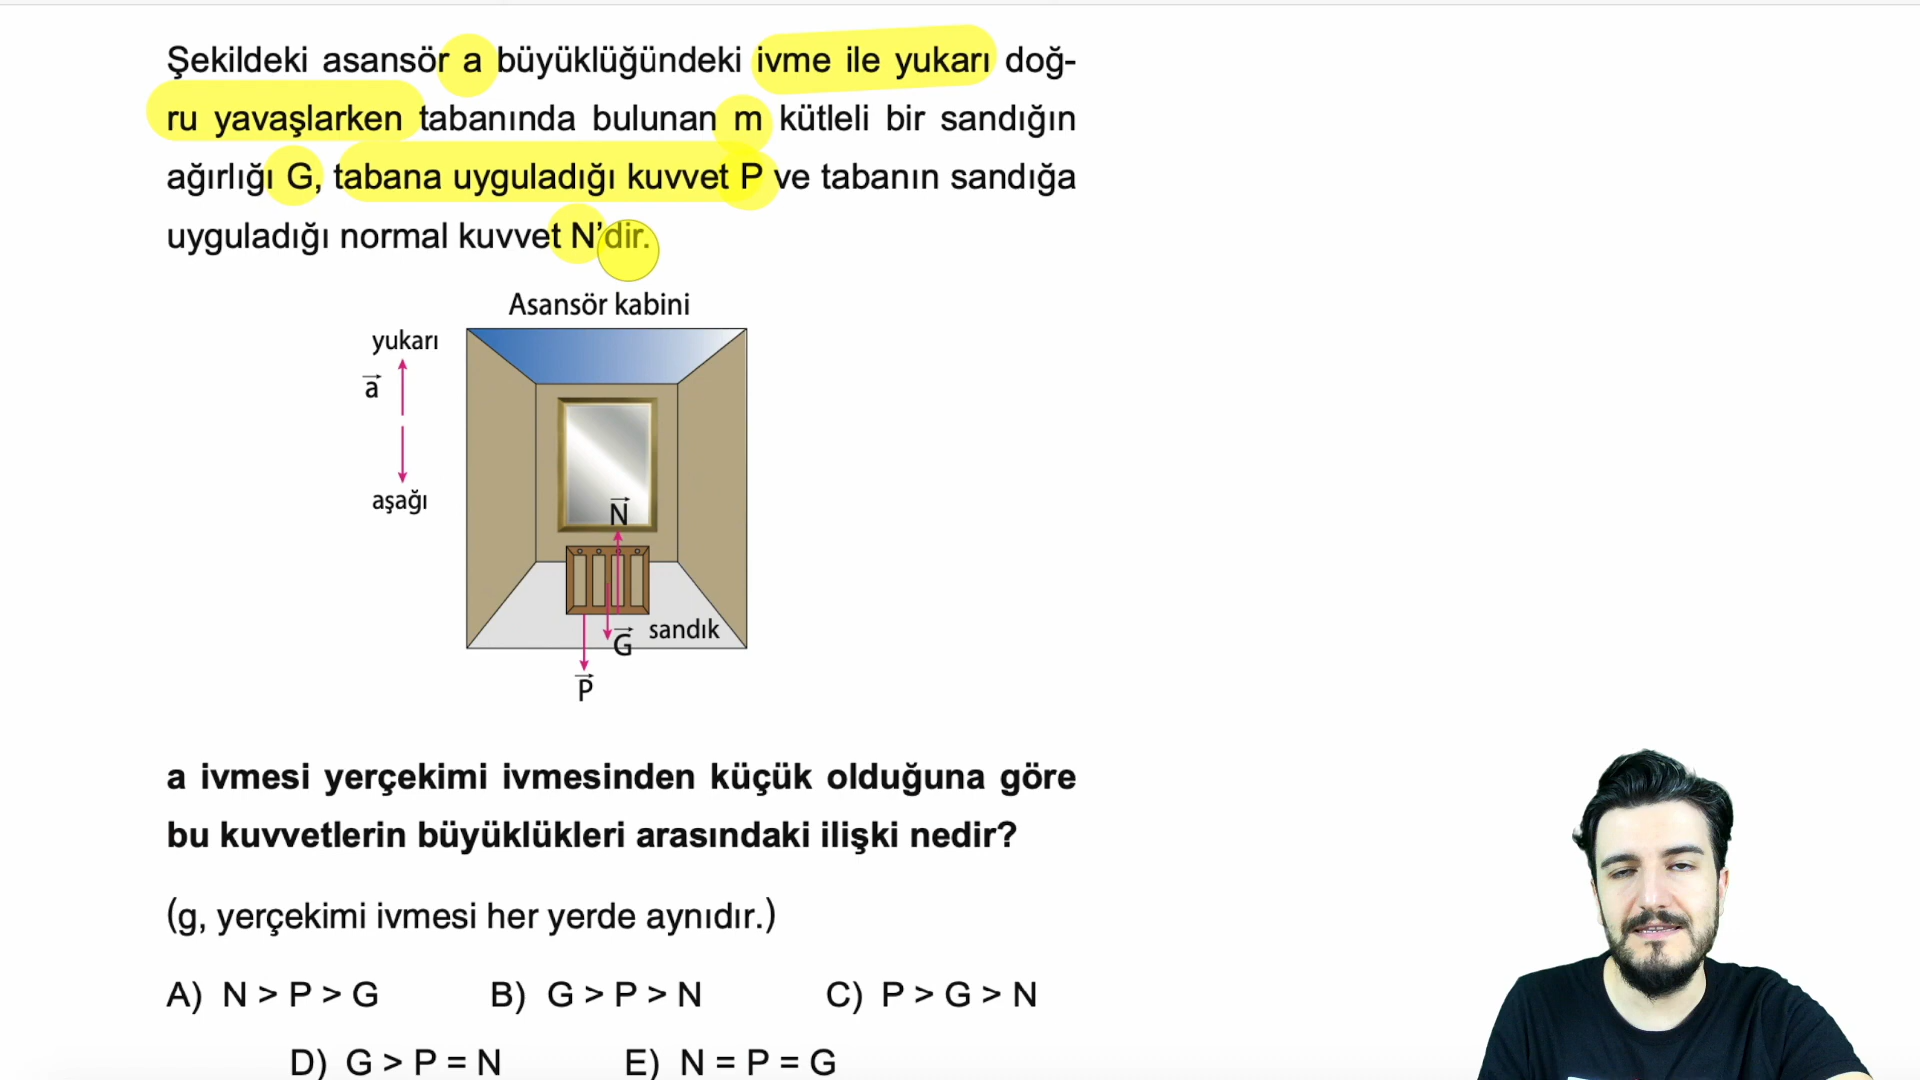 Şekildeki asansör a büyüklüğündeki ivme ile yukarı doğ-
ru yavaşlarken tabanında bulunan m kütleli bir sandığın
ağırlığı G, tabana uyguladığı kuvvet P ve tabanın sandığa
uyguladığı normal kuvvet N’dir.
Asansör kabini
yukarı
a
aşağı
N
G
sandık
P
a ivmesi yerçekimi ivmesinden küçük olduğuna göre
bu kuvvetlerin büyüklükleri arasındaki ilişki nedir?
(g, yerçekimi ivmesi her yerde aynıdır.)
A) N > P > G B) G > P > N C) P > G > N
D) G > P = N E) N = P = G